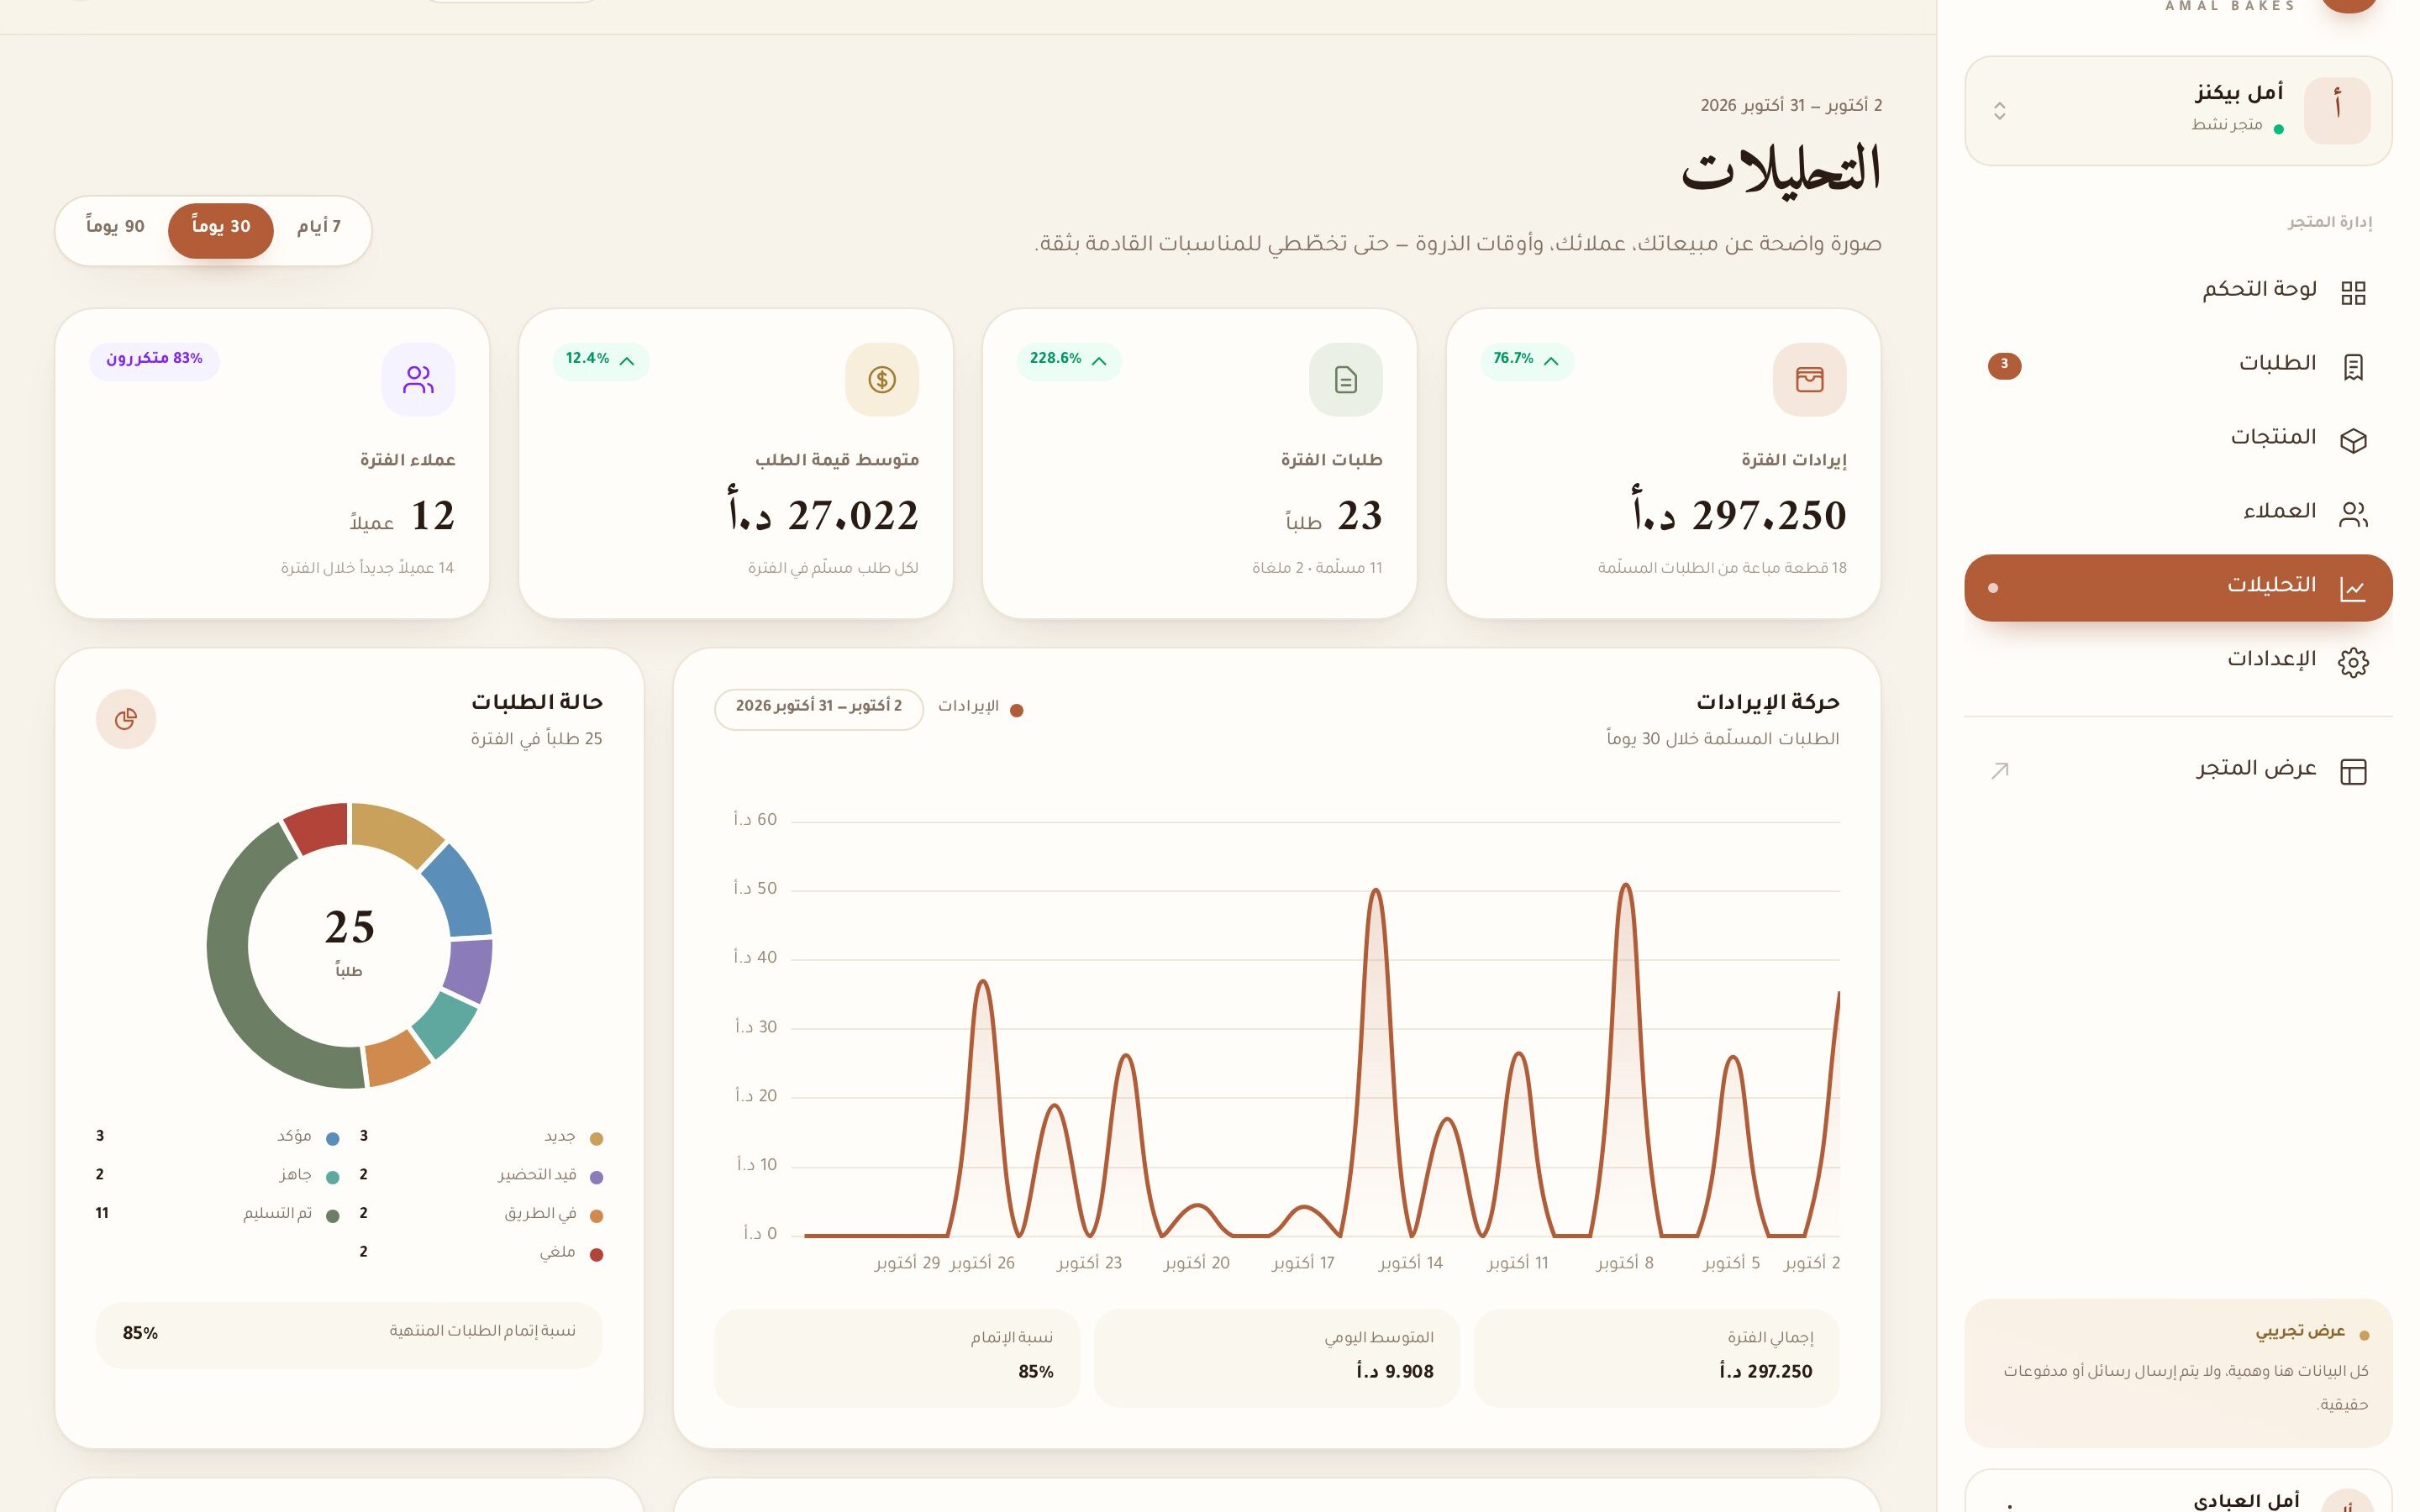 AMAL BAKES
أ
أمل بيكنز
متجر نشط
إدارة المتجر
لوحة التحكم
الطلبات
3
المنتجات
العملاء
التحليلات
الإعدادات
عرض المتجر
عرض تجريبي
كل البيانات هنا وهمية، ولا يتم إرسال رسائل أو مدفوعات
حقيقية.
أمل العبادي
2 أكتوبر – 31 أكتوبر 2026
التحليلات
صورة واضحة عن مبيعاتك، عملائك، وأوقات الذروة – حتى تخطّطي للمناسبات القادمة بثقة.
7 أيام
30 يوماً
90 يوماً
76.7%
إيرادات الفترة
297.250 د.أ
18 قطعة مباعة من الطلبات المسلّمة
228.6%
طلبات الفترة
23 طلباً
11 مسلّمة • 2 ملغاة
12.4%
متوسط قيمة الطلب
27.022 د.أ
لكل طلب مسلّم في الفترة
83% متكررون
عملاء الفترة
12 عميلاً
14 عميلاً جديداً خلال الفترة
حركة الإيرادات
الطلبات المسلّمة خلال 30 يوماً
الإيرادات
2 أكتوبر – 31 أكتوبر 2026
60 د.أ
50 د.أ
40 د.أ
30 د.أ
20 د.أ
10 د.أ
0 د.أ
2 أكتوبر
5 أكتوبر
8 أكتوبر
11 أكتوبر
14 أكتوبر
17 أكتوبر
20 أكتوبر
23 أكتوبر
26 أكتوبر
29 أكتوبر
إجمالي الفترة
297.250 د.أ
المتوسط اليومي
9.908 د.أ
نسبة الإتمام
85%
حالة الطلبات
25 طلباً في الفترة
25
طلباً
جديد 3
مؤكد 3
قيد التحضير 2
جاهز 2
في الطريق 2
تم التسليم 11
ملغي 2
نسبة إتمام الطلبات المنتهية
85%